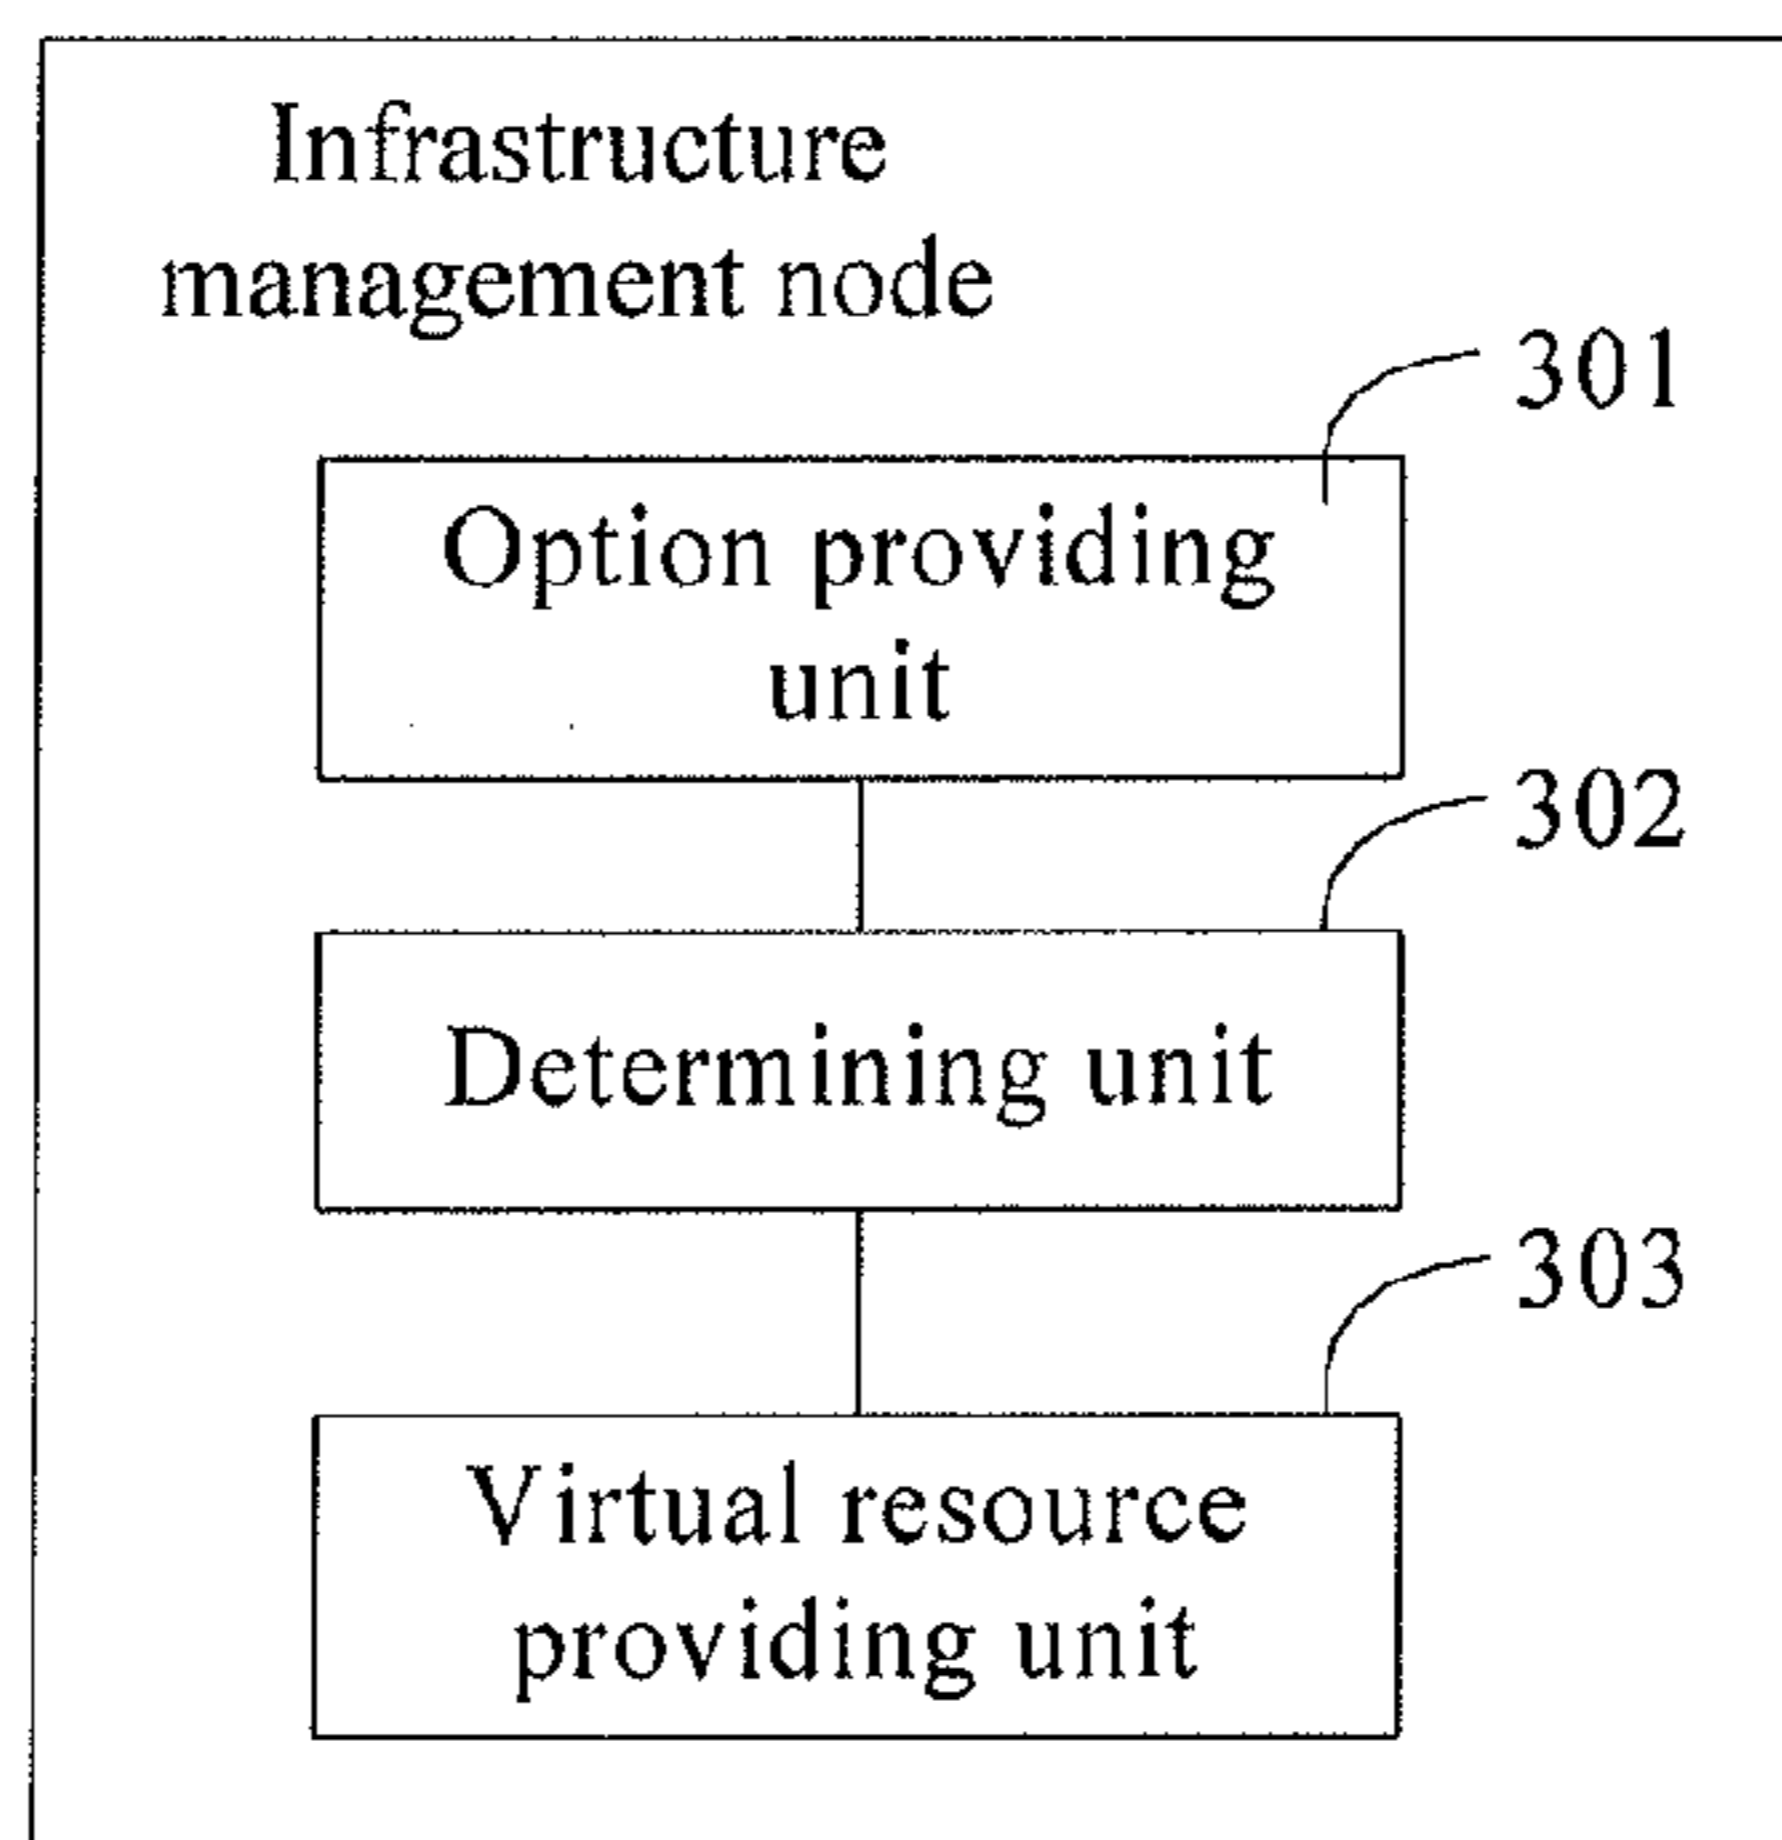 Infrastructure
management node
301
Option providing
unit
302
Determining unit
303
Virtual resource
providing unit